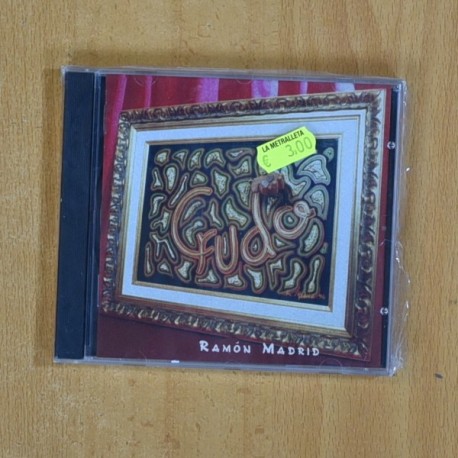 LA METRALLETA
€ 3,00
Crudo
RAMÓN MADRID